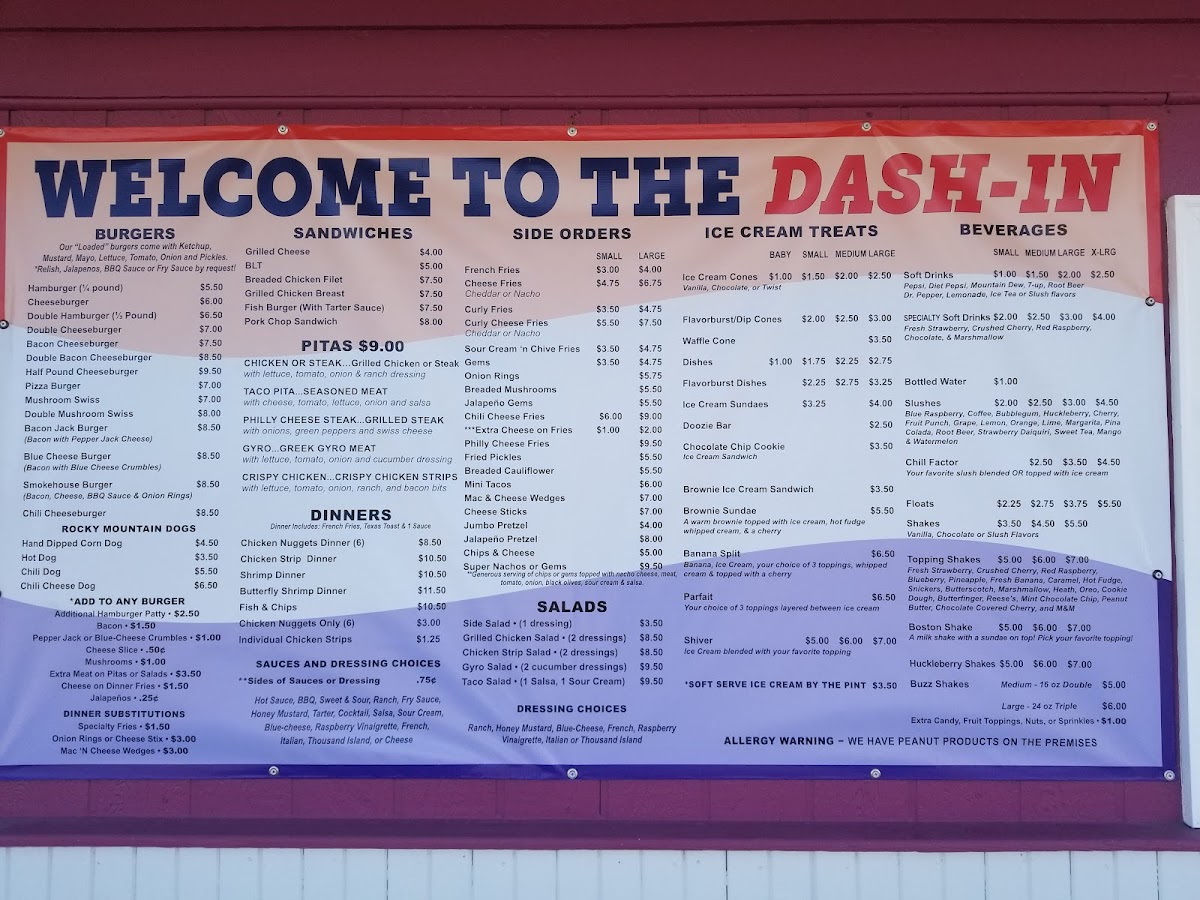 WELCOME TO THE DASH-IN
BURGERS
Our "Loaded" burgers come with Ketchup,
Mustard, Mayo, Lettuce, Tomato, Onion and Pickles.
*Relish, Jalapenos, BBQ Sauce or Fry Sauce by request!
Hamburger (¼ pound) $5.50
Cheeseburger $6.00
Double Hamburger (½ Pound) $6.50
Double Cheeseburger $7.00
Bacon Cheeseburger $7.50
Double Bacon Cheeseburger $8.50
Half Pound Cheeseburger $9.50
Pizza Burger $7.00
Mushroom Swiss $7.00
Double Mushroom Swiss $8.00
Bacon Jack Burger $8.50
(Bacon with Pepper Jack Cheese)
Blue Cheese Burger $8.50
(Bacon with Blue Cheese Crumbles)
Smokehouse Burger $8.50
(Bacon, Cheese, BBQ Sauce & Onion Rings)
Chili Cheeseburger $8.50
ROCKY MOUNTAIN DOGS
Hand Dipped Corn Dog $4.50
Hot Dog $3.50
Chili Dog $5.50
Chili Cheese Dog $6.50
*ADD TO ANY BURGER
Additional Hamburger Patty • $2.50
Bacon • $1.50
Pepper Jack or Blue-Cheese Crumbles • $1.00
Cheese Slice • .50¢
Mushrooms • $1.00
Extra Meat on Pitas or Salads • $3.50
Cheese on Dinner Fries • $1.50
Jalapeños • .25¢
DINNER SUBSTITUTIONS
Specialty Fries • $1.50
Onion Rings or Cheese Stix • $3.00
Mac 'N Cheese Wedges • $3.00
SANDWICHES
Grilled Cheese $4.00
BLT $5.00
Breaded Chicken Filet $7.50
Grilled Chicken Breast $7.50
Fish Burger (With Tarter Sauce) $7.50
Pork Chop Sandwich $8.00
PITAS $9.00
CHICKEN OR STEAK...Grilled Chicken or Steak
with lettuce, tomato, onion & ranch dressing
TACO PITA...SEASONED MEAT
with cheese, tomato, lettuce, onion and salsa
PHILLY CHEESE STEAK...GRILLED STEAK
with onions, green peppers and swiss cheese
GYRO...GREEK GYRO MEAT
with lettuce, tomato, onion and cucumber dressing
CRISPY CHICKEN...CRISPY CHICKEN STRIPS
with lettuce, tomato, onion, ranch, and bacon bits
DINNERS
Dinner Includes: French Fries, Texas Toast & 1 Sauce
Chicken Nuggets Dinner (6) $8.50
Chicken Strip Dinner $10.50
Shrimp Dinner $10.50
Butterfly Shrimp Dinner $11.50
Fish & Chips $10.50
Chicken Nuggets Only (6) $3.00
Individual Chicken Strips $1.25
SAUCES AND DRESSING CHOICES
**Sides of Sauces or Dressing .75¢
Hot Sauce, BBQ, Sweet & Sour, Ranch, Fry Sauce,
Honey Mustard, Tarter, Cocktail, Salsa, Sour Cream,
Blue-cheese, Raspberry Vinaigrette, French,
Italian, Thousand Island, or Cheese
SIDE ORDERS
SMALL LARGE
French Fries $3.00 $4.00
Cheese Fries $4.75 $6.75
Cheddar or Nacho
Curly Fries $3.50 $4.75
Curly Cheese Fries $5.50 $7.50
Cheddar or Nacho
Sour Cream 'n Chive Fries $3.50 $4.75
Gems $3.50 $4.75
Onion Rings $5.75
Breaded Mushrooms $5.50
Jalapeño Gems $5.50
Chili Cheese Fries $6.00 $9.00
***Extra Cheese on Fries $1.00 $2.00
Philly Cheese Fries $9.50
Fried Pickles $5.50
Breaded Cauliflower $5.50
Mini Tacos $6.00
Mac & Cheese Wedges $7.00
Cheese Sticks $7.00
Jumbo Pretzel $4.00
Jalapeño Pretzel $8.00
Chips & Cheese $5.00
Super Nachos or Gems $9.50
**Generous serving of chips or gems topped with nacho cheese, meat,
tomato, onion, black olives, sour cream & salsa.
SALADS
Side Salad • (1 dressing) $3.50
Grilled Chicken Salad • (2 dressings) $8.50
Chicken Strip Salad • (2 dressings) $8.50
Gyro Salad • (2 cucumber dressings) $9.50
Taco Salad • (1 Salsa, 1 Sour Cream) $9.50
DRESSING CHOICES
Ranch, Honey Mustard, Blue-Cheese, French, Raspberry
Vinalgrette, Italian or Thousand Island
ICE CREAM TREATS
BABY SMALL MEDIUM LARGE
Ice Cream Cones $1.00 $1.50 $2.00 $2.50
Vanilla, Chocolate, or Twist
Flavorburst/Dip Cones $2.00 $2.50 $3.00
Waffle Cone $3.50
Dishes $1.00 $1.75 $2.25 $2.75
Flavorburst Dishes $2.25 $2.75 $3.25
Ice Cream Sundaes $3.25 $4.00
Doozie Bar $2.50
Chocolate Chip Cookie $3.50
Ice Cream Sandwich
Brownie Ice Cream Sandwich $3.50
Brownie Sundae $5.50
A warm brownie topped with ice cream, hot fudge
whipped cream, & a cherry
Banana Split $6.50
Banana, Ice Cream, your choice of 3 toppings, whipped
cream & topped with a cherry
Parfait $6.50
Your choice of 3 toppings layered between ice cream
Shiver $5.00 $6.00 $7.00
Ice Cream blended with your favorite topping
*SOFT SERVE ICE CREAM BY THE PINT $3.50
BEVERAGES
SMALL MEDIUM LARGE X-LRG
Soft Drinks $1.00 $1.50 $2.00 $2.50
Pepsi, Diet Pepsi, Mountain Dew, 7-up, Root Beer
Dr. Pepper, Lemonade, Ice Tea or Slush flavors
SPECIALTY Soft Drinks $2.00 $2.50 $3.00 $4.00
Fresh Strawberry, Crushed Cherry, Red Raspberry,
Chocolate, & Marshmallow
Bottled Water $1.00
Slushes $2.00 $2.50 $3.00 $4.50
Blue Raspberry, Coffee, Bubblegum, Huckleberry, Cherry,
Fruit Punch, Grape, Lemon, Orange, Lime, Margarita, Pina
Colada, Root Beer, Strawberry Daiquiri, Sweet Tea, Mango
& Watermelon
Chill Factor $2.50 $3.50 $4.50
Your favorite slush blended OR topped with ice cream
Floats $2.25 $2.75 $3.75 $5.50
Shakes $3.50 $4.50 $5.50
Vanilla, Chocolate or Slush Flavors
Topping Shakes $5.00 $6.00 $7.00
Fresh Strawberry, Crushed Cherry, Red Raspberry,
Blueberry, Pineapple, Fresh Banana, Caramel, Hot Fudge,
Snickers, Butterscotch, Marshmallow, Heath, Oreo, Cookie
Dough, Butterfinger, Reese's, Mint Chocolate Chip, Peanut
Butter, Chocolate Covered Cherry, and M&M
Boston Shake $5.00 $6.00 $7.00
A milk shake with a sundae on top! Pick your favorite topping!
Huckleberry Shakes $5.00 $6.00 $7.00
Buzz Shakes Medium - 16 oz Double $5.00
Large - 24 oz Triple $6.00
Extra Candy, Fruit Toppings, Nuts, or Sprinkles • $1.00
ALLERGY WARNING – WE HAVE PEANUT PRODUCTS ON THE PREMISES